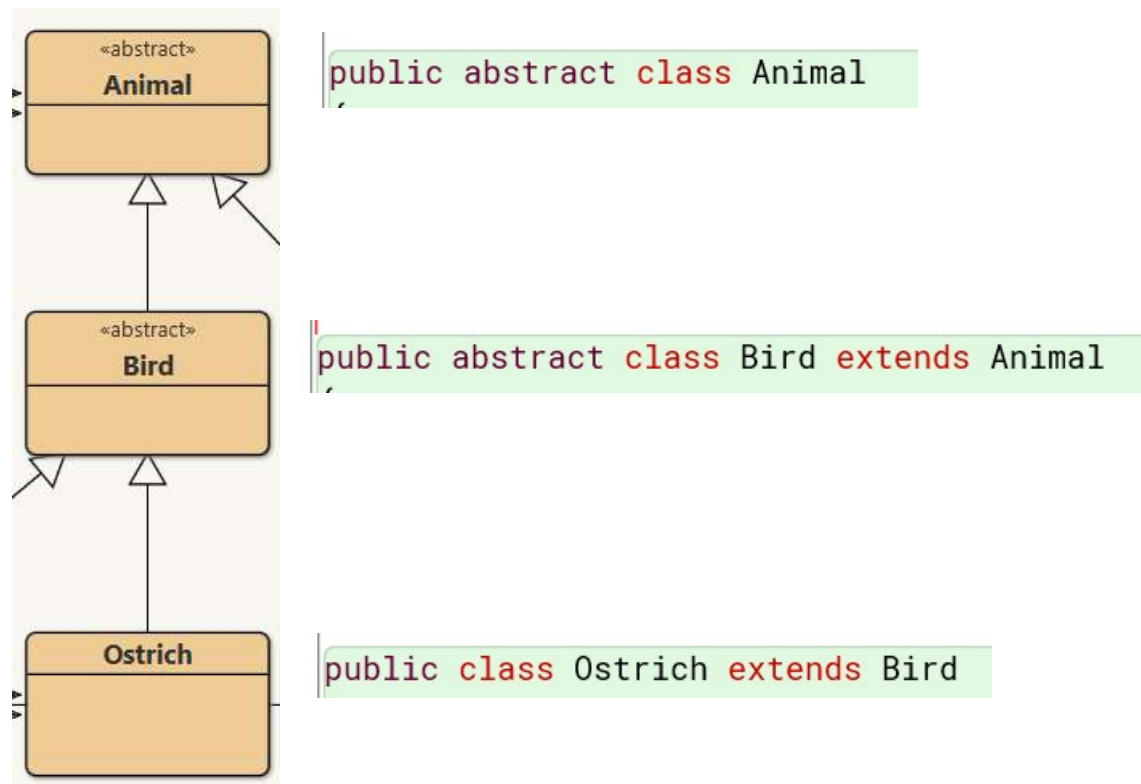 «abstract»
Animal
public abstract class Animal
«abstract»
Bird
public abstract class Bird extends Animal
Ostrich
public class Ostrich extends Bird